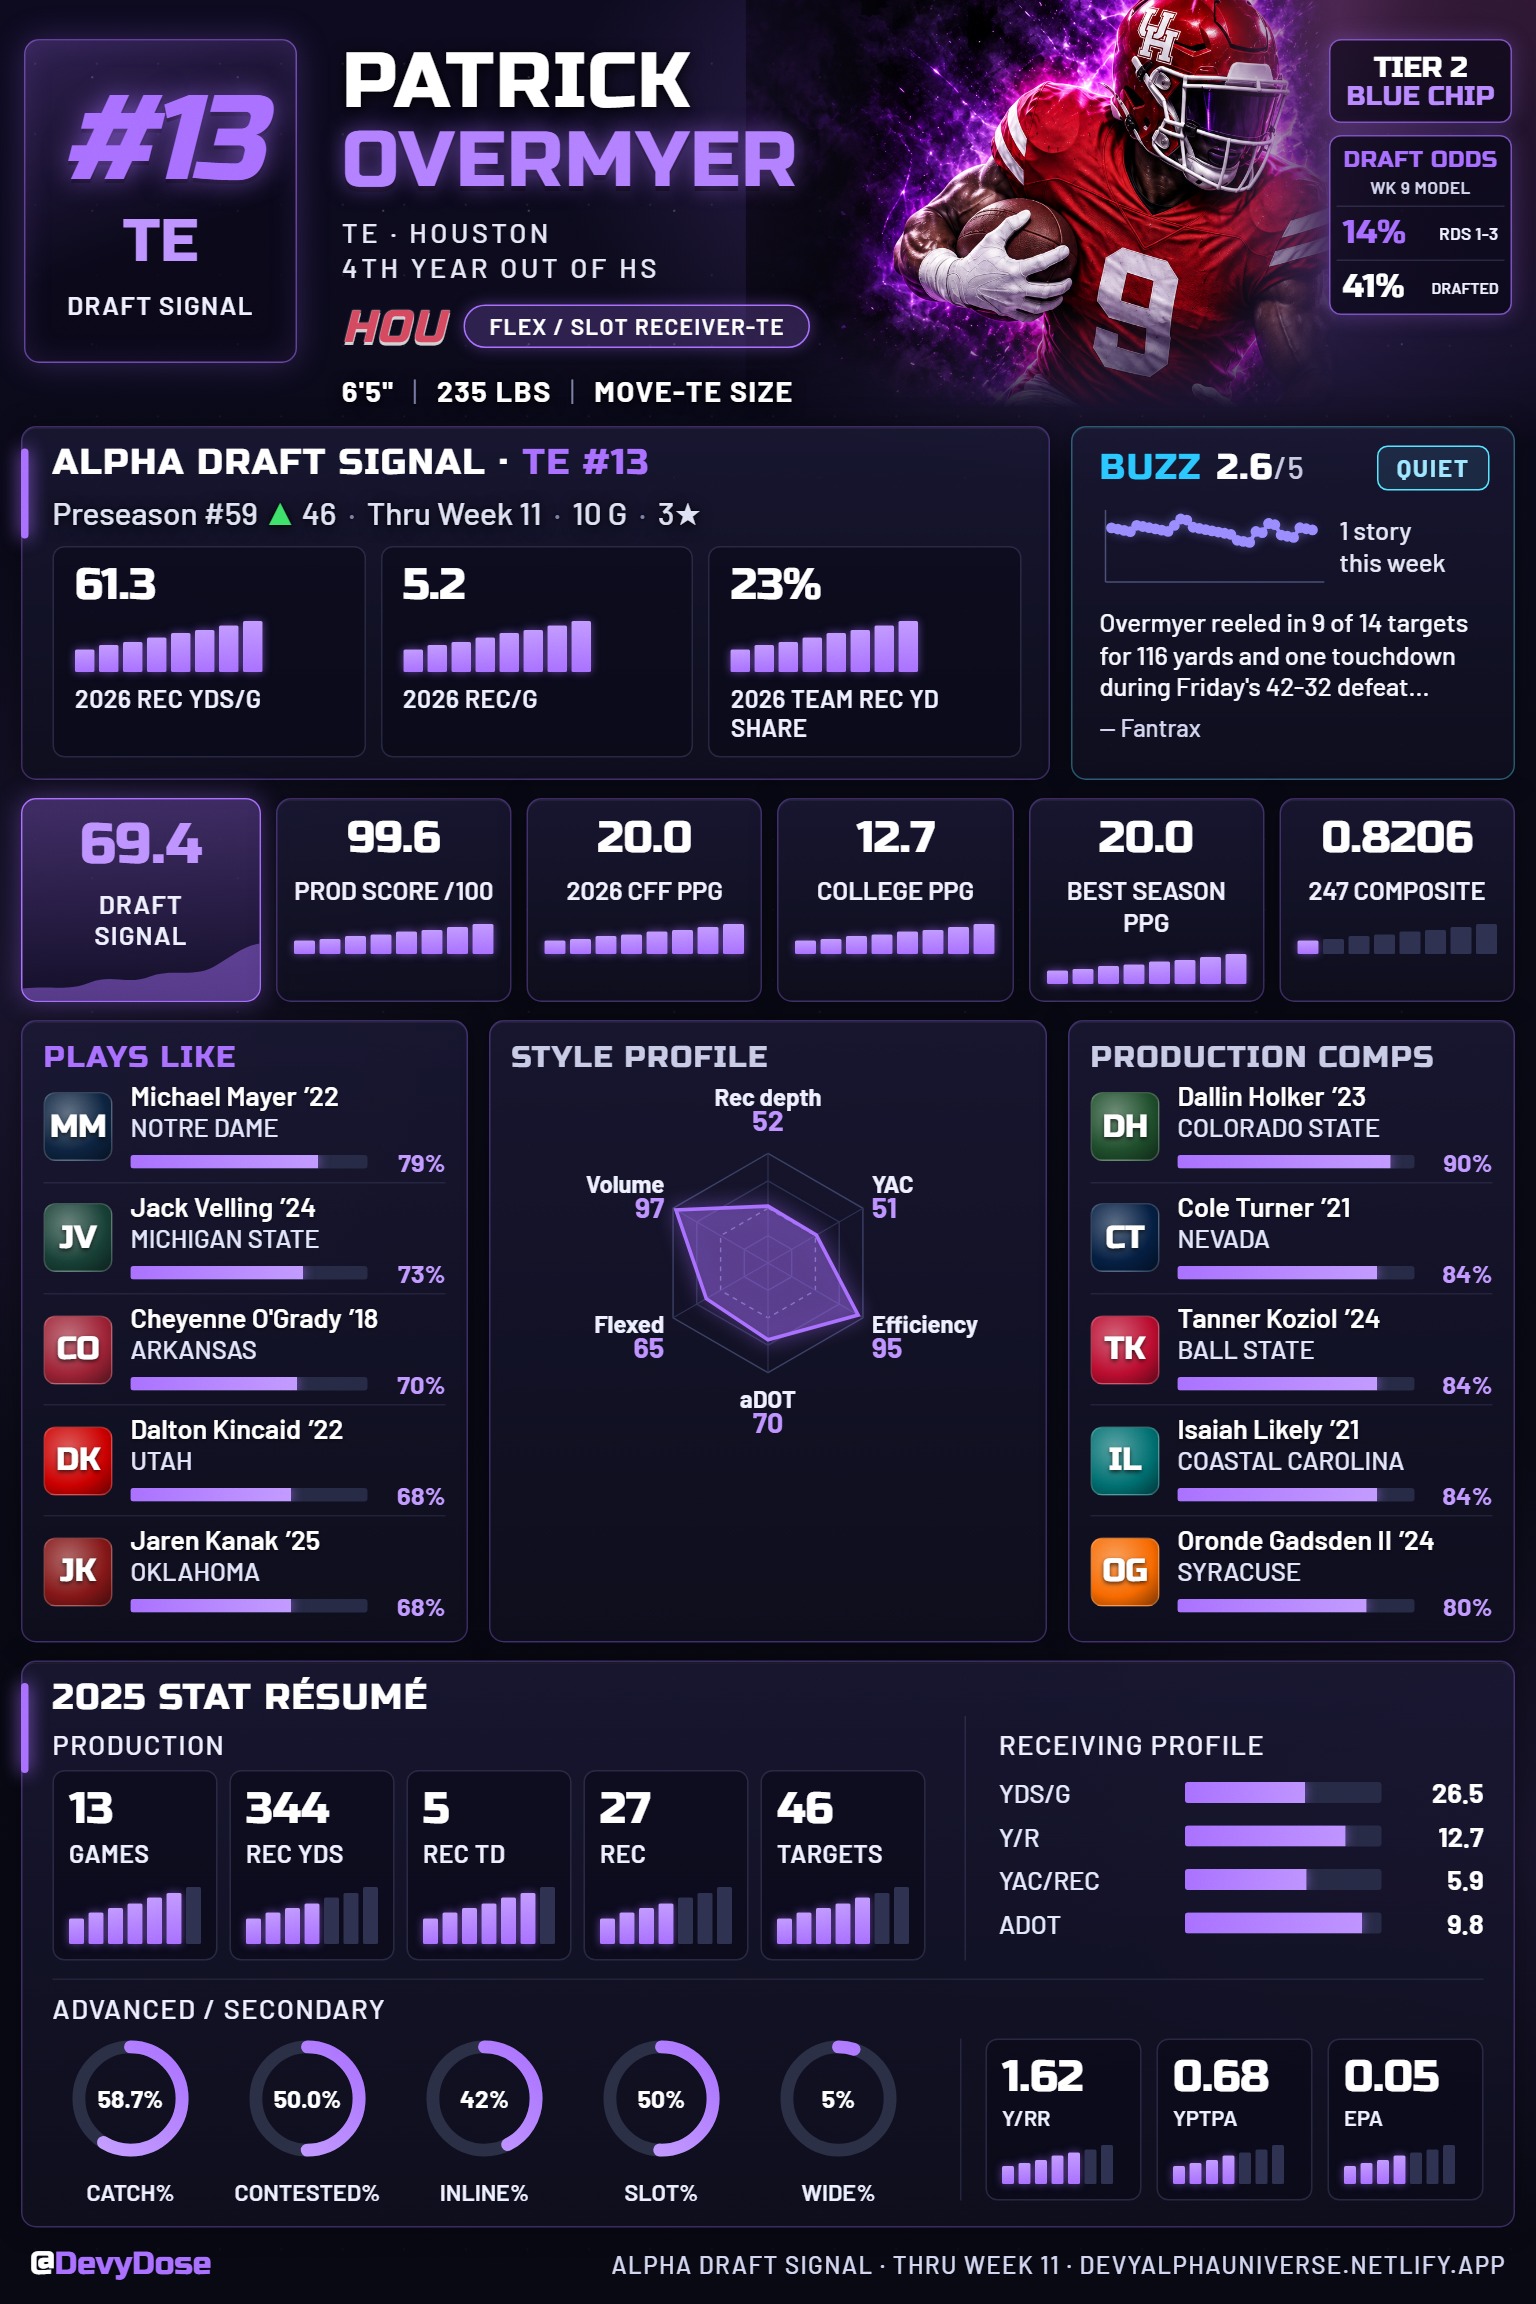 #13
TE
DRAFT SIGNAL
PATRICK
OVERMYER
TE · HOUSTON
4TH YEAR OUT OF HS
HOU
FLEX / SLOT RECEIVER-TE
6'5" | 235 LBS | MOVE-TE SIZE
UH
9
TIER 2
BLUE CHIP
DRAFT ODDS
WK 9 MODEL
14% RDS 1-3
41% DRAFTED
ALPHA DRAFT SIGNAL · TE #13
Preseason #59 ▲ 46 · Thru Week 11 · 10 G · 3★
61.3
2026 REC YDS/G
5.2
2026 REC/G
23%
2026 TEAM REC YD
SHARE
BUZZ 2.6/5
QUIET
1 story
this week
Overmyer reeled in 9 of 14 targets
for 116 yards and one touchdown
during Friday's 42-32 defeat...
— Fantrax
69.4
DRAFT
SIGNAL
99.6
PROD SCORE /100
20.0
2026 CFF PPG
12.7
COLLEGE PPG
20.0
BEST SEASON
PPG
0.8206
247 COMPOSITE
PLAYS LIKE
MM
Michael Mayer ’22
NOTRE DAME
79%
JV
Jack Velling ’24
MICHIGAN STATE
73%
CO
Cheyenne O'Grady ’18
ARKANSAS
70%
DK
Dalton Kincaid ’22
UTAH
68%
JK
Jaren Kanak ’25
OKLAHOMA
68%
STYLE PROFILE
Rec depth
52
Volume
97
YAC
51
Flexed
65
Efficiency
95
aDOT
70
PRODUCTION COMPS
DH
Dallin Holker ’23
COLORADO STATE
90%
CT
Cole Turner ’21
NEVADA
84%
TK
Tanner Koziol ’24
BALL STATE
84%
IL
Isaiah Likely ’21
COASTAL CAROLINA
84%
OG
Oronde Gadsden II ’24
SYRACUSE
80%
2025 STAT RÉSUMÉ
PRODUCTION
13
GAMES
344
REC YDS
5
REC TD
27
REC
46
TARGETS
RECEIVING PROFILE
YDS/G 26.5
Y/R 12.7
YAC/REC 5.9
ADOT 9.8
ADVANCED / SECONDARY
58.7%
CATCH%
50.0%
CONTESTED%
42%
INLINE%
50%
SLOT%
5%
WIDE%
1.62
Y/RR
0.68
YPTPA
0.05
EPA
@DevyDose
ALPHA DRAFT SIGNAL · THRU WEEK 11 · DEVYALPHAUNIVERSE.NETLIFY.APP